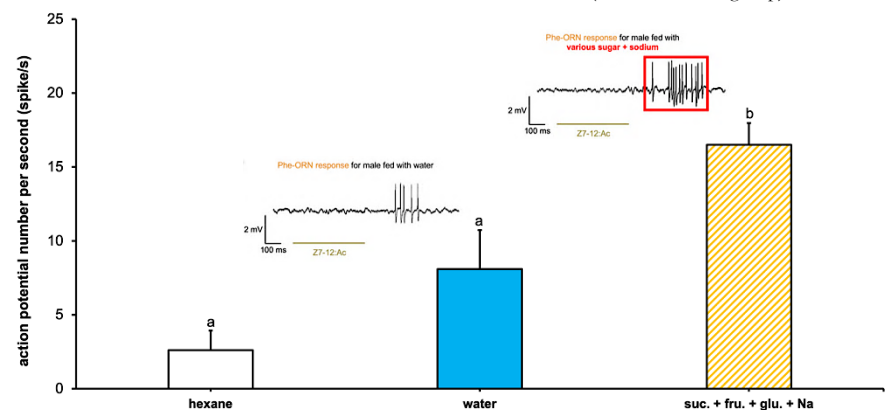 25
Phe-ORN response for male fed with
various sugar + sodium
20
2 mV
100 ms
Z7-12:Ac
b
15
Phe-ORN response for male fed with water
10
2 mV
100 ms
Z7-12:Ac
a
5
a
0
action potential number per second (spike/s)
hexane
water
suc. + fru. + glu. + Na